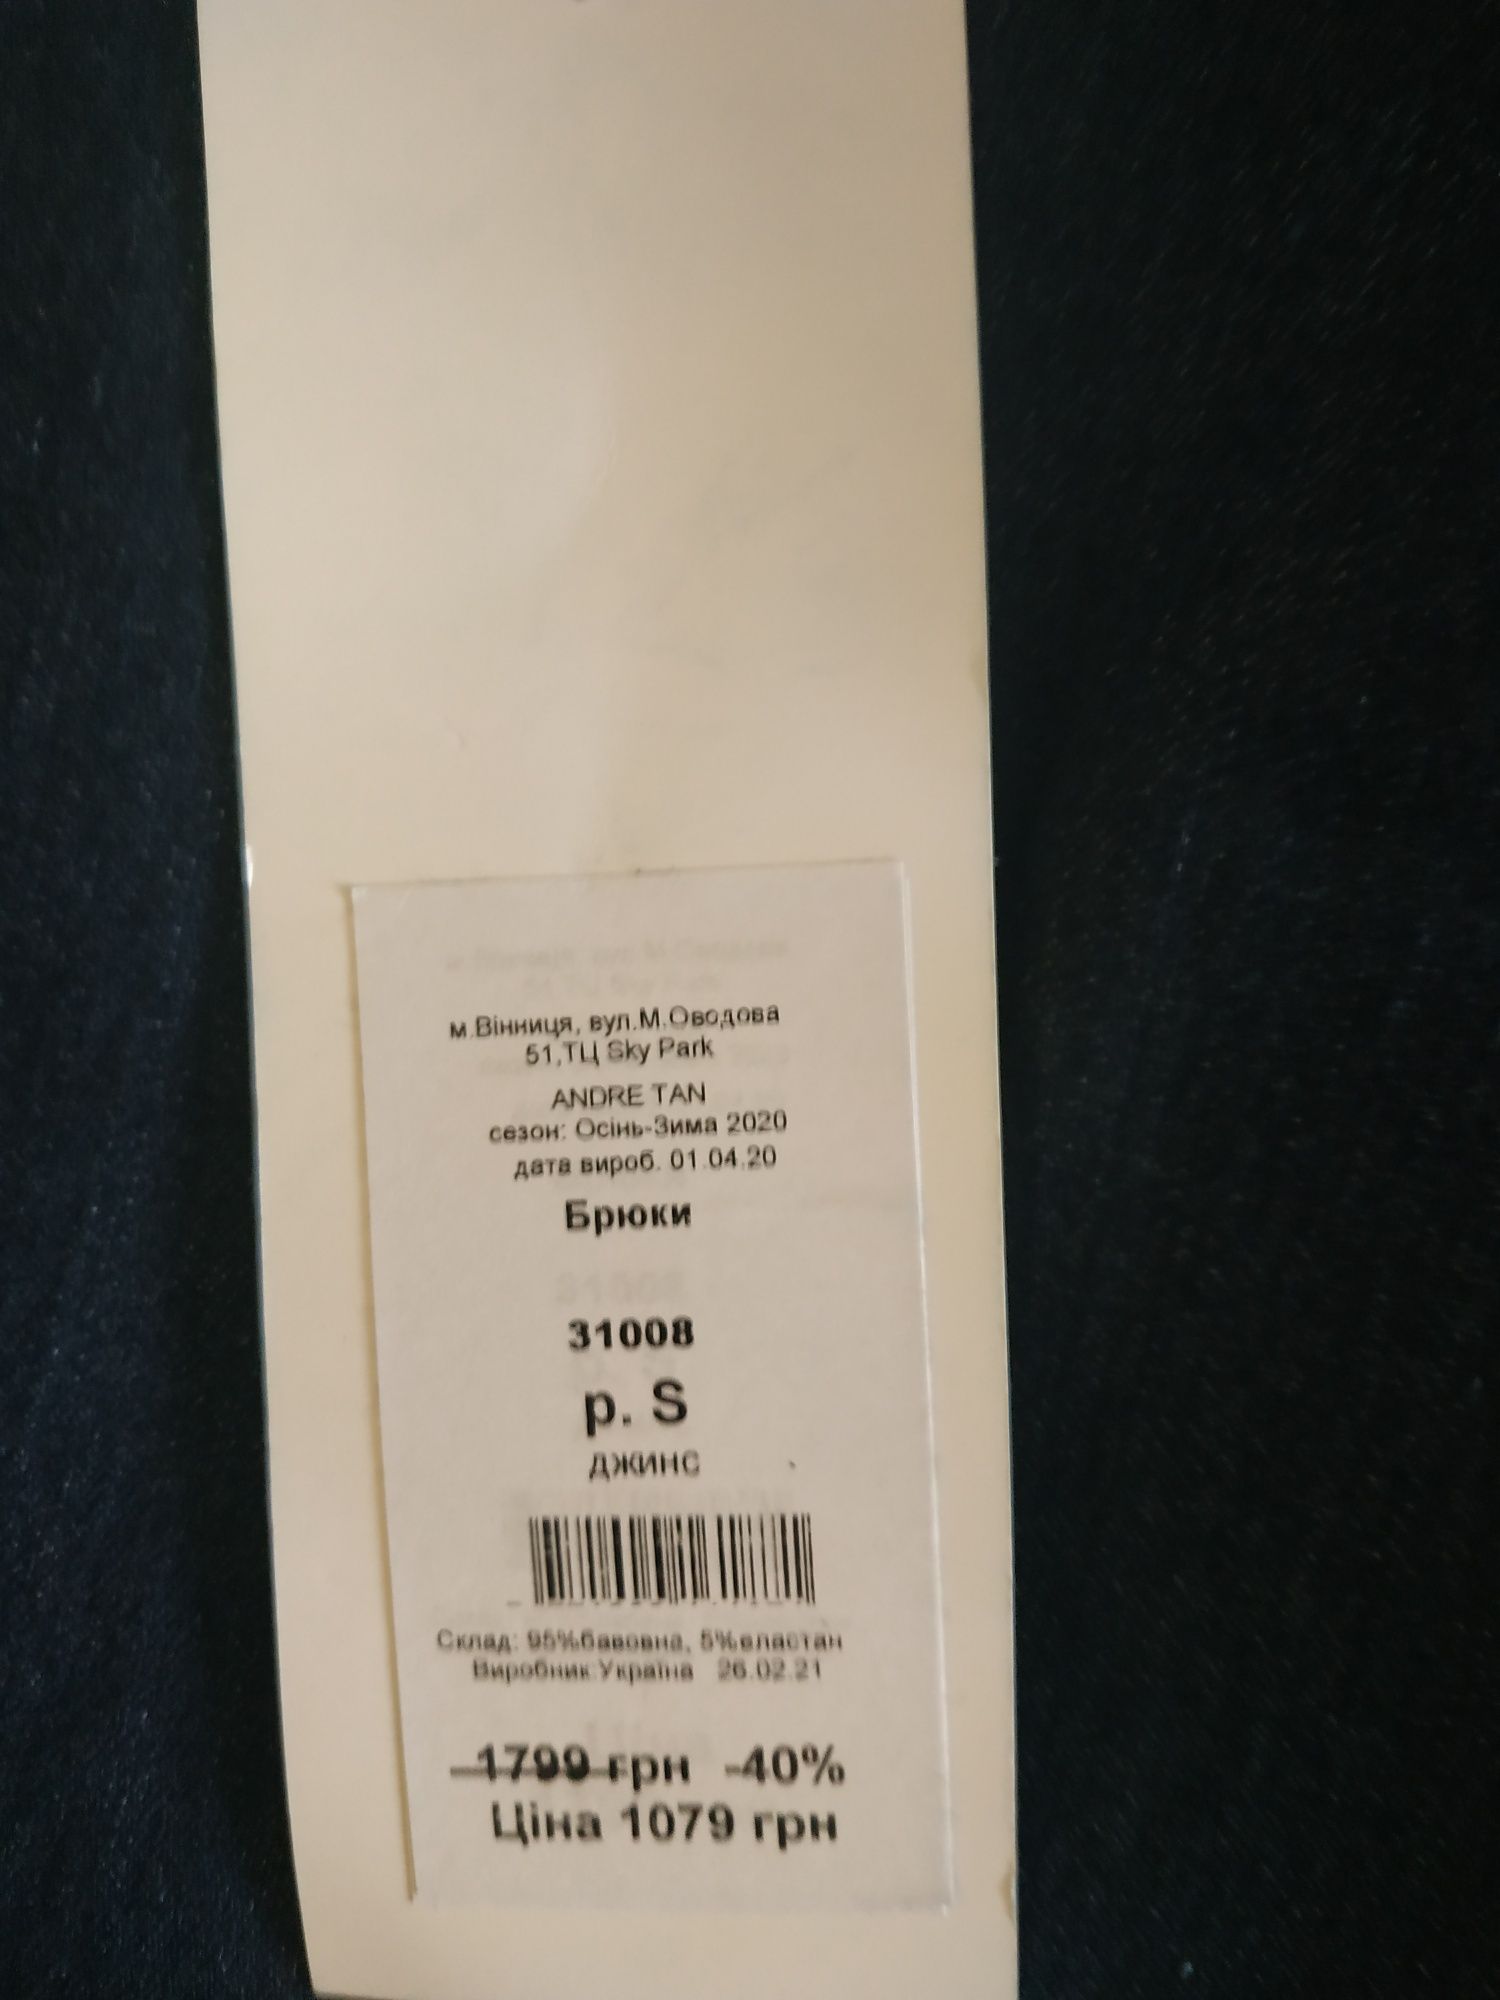 м.Вінниця, вул.М.Оводова
51,ТЦ Sky Park
ANDRE TAN
сезон: Осінь-Зима 2020
дата вироб. 01.04.20
Брюки
31008
р. S
джинс
Склад: 95%бавовна, 5%еластан
Виробник:Україна 26.02.21
1799 грн -40%
Ціна 1079 грн